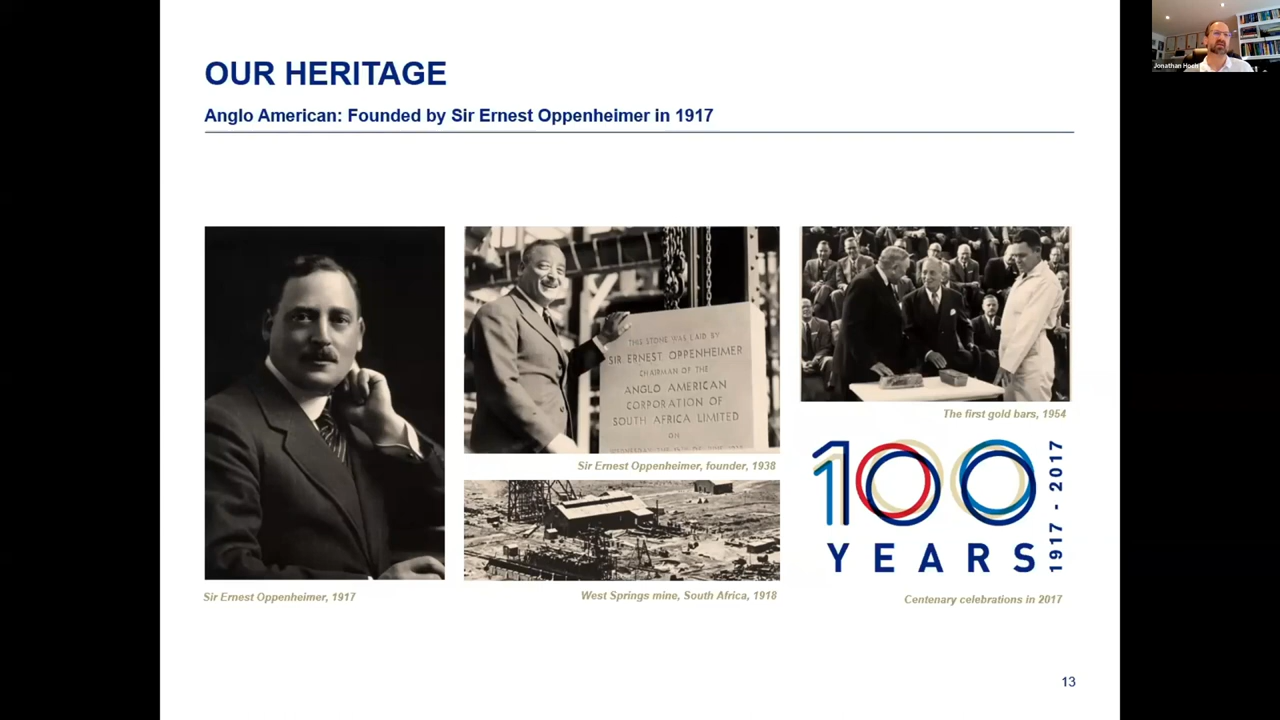 OUR HERITAGE
Anglo American: Founded by Sir Ernest Oppenheimer in 1917
THIS STONE WAS LAID BY
SIR ERNEST OPPENHEIMER
CHAIRMAN OF THE
ANGLO AMERICAN
CORPORATION OF
SOUTH AFRICA LIMITED
ON
Sir Ernest Oppenheimer, 1917
Sir Ernest Oppenheimer, founder, 1938
West Springs mine, South Africa, 1918
The first gold bars, 1954
100
YEARS
1917 - 2017
Centenary celebrations in 2017
13
Jonathan